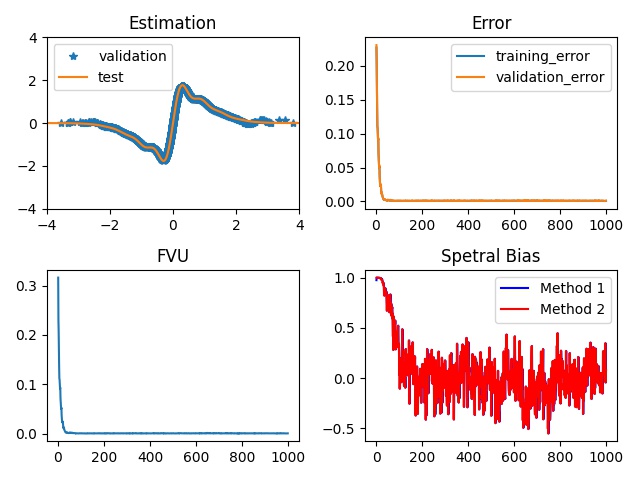 Estimation
4
2
0
−2
−4
validation
test
−4 −2 0 2 4
Error
0.20
0.15
0.10
0.05
0.00
training_error
validation_error
0 200 400 600 800 1000
FVU
0.3
0.2
0.1
0.0
0 200 400 600 800 1000
Spetral Bias
1.0
0.5
0.0
−0.5
Method 1
Method 2
0 200 400 600 800 1000